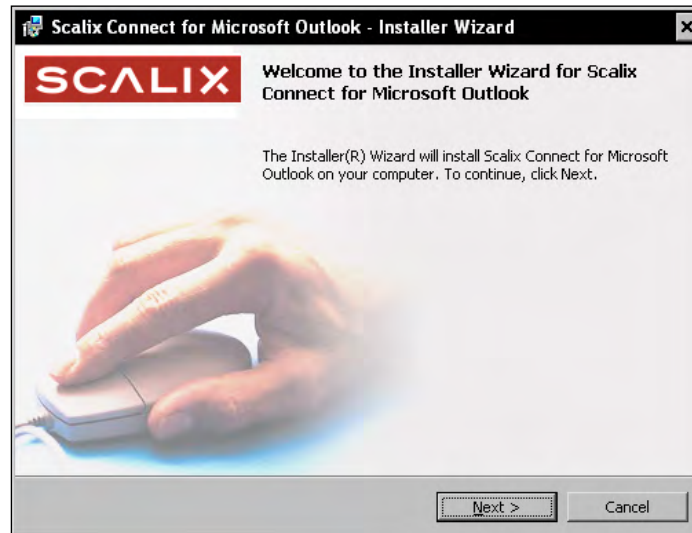 Scalix Connect for Microsoft Outlook - Installer Wizard
SCALIX
Welcome to the Installer Wizard for Scalix
Connect for Microsoft Outlook
The Installer(R) Wizard will install Scalix Connect for Microsoft
Outlook on your computer. To continue, click Next.
Next >
Cancel